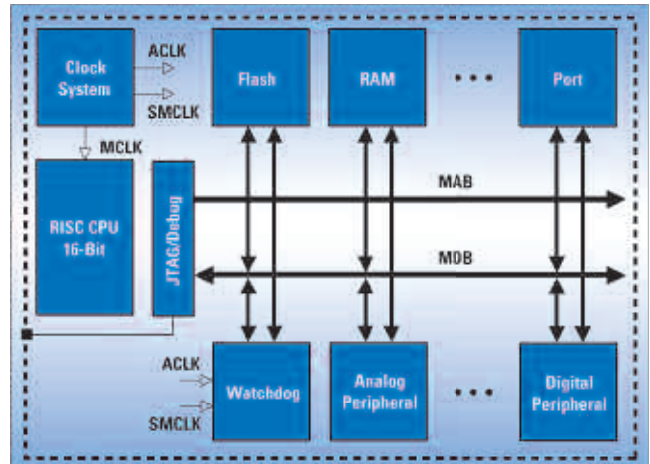 Clock
System
ACLK
SMCLK
MCLK
Flash
RAM
• • •
Port
RISC CPU
16-Bit
JTAG/Debug
MAB
MDB
ACLK
SMCLK
Watchdog
Analog
Peripheral
• • •
Digital
Peripheral